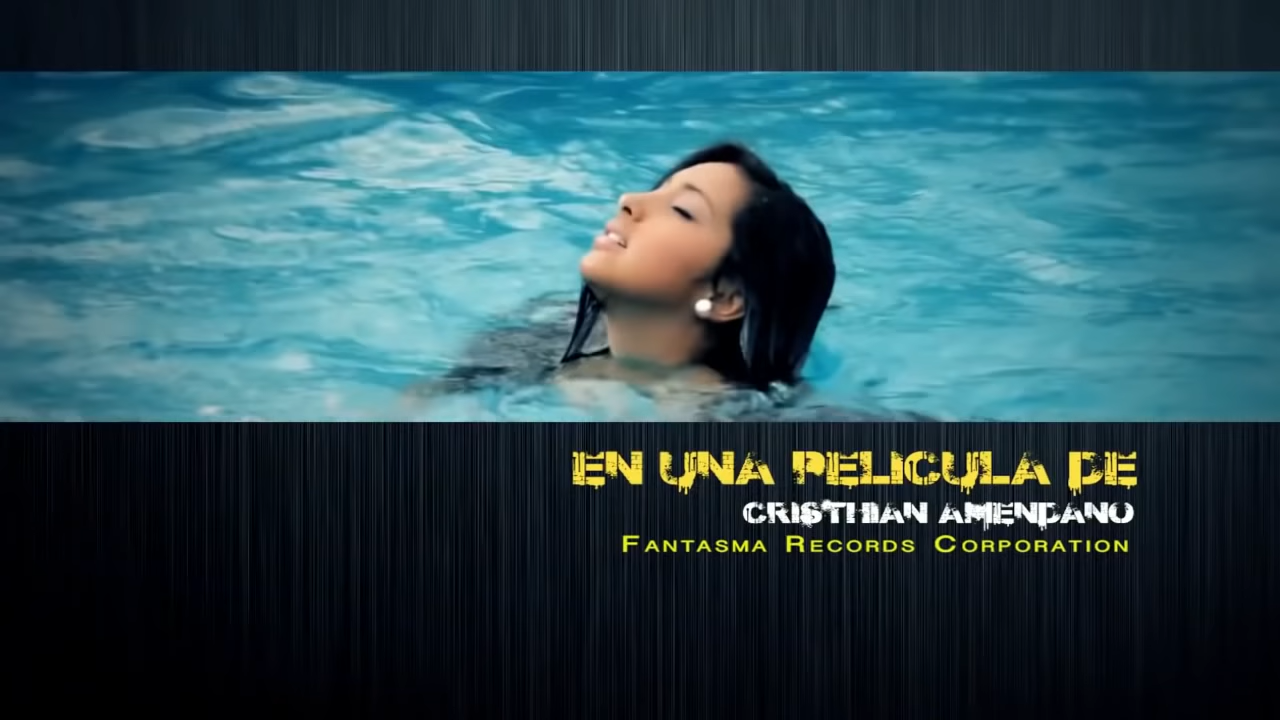 EN UNA PELICULA DE
CRISTHIAN AMENDANO
FANTASMA RECORDS CORPORATION